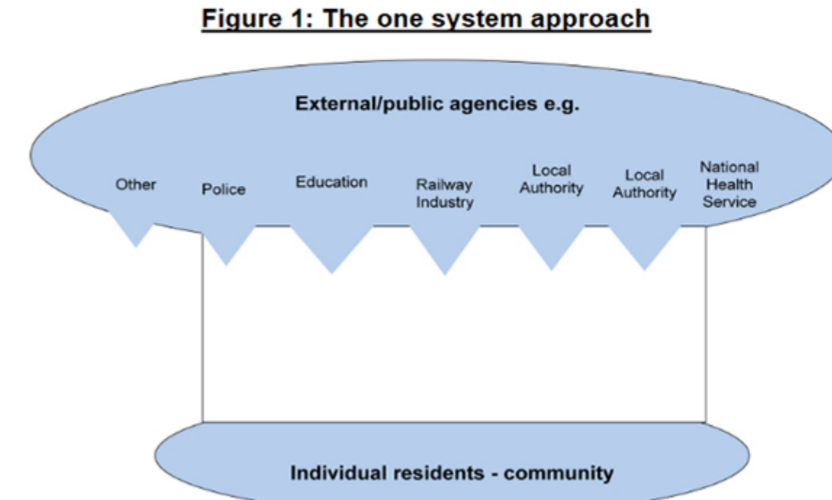 Figure 1: The one system approach
External/public agencies e.g.
Other
Police
Education
Railway
Industry
Local
Authority
Local
Authority
National
Health
Service
Individual residents - community